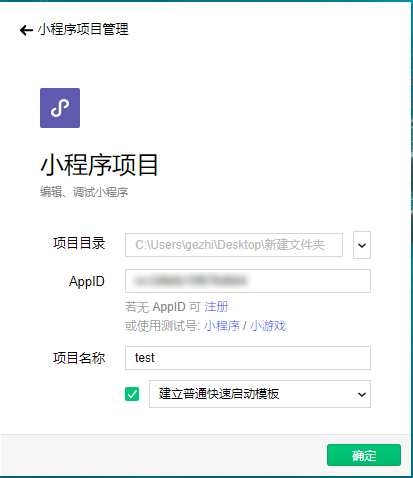 小程序项目管理
小程序项目
编辑、调试小程序
项目目录 C:\Users\gezhi\Desktop\新建文件夹
AppID
若无 AppID 可 注册
或使用测试号: 小程序 / 小游戏
项目名称 test
建立普通快速启动模板
确定